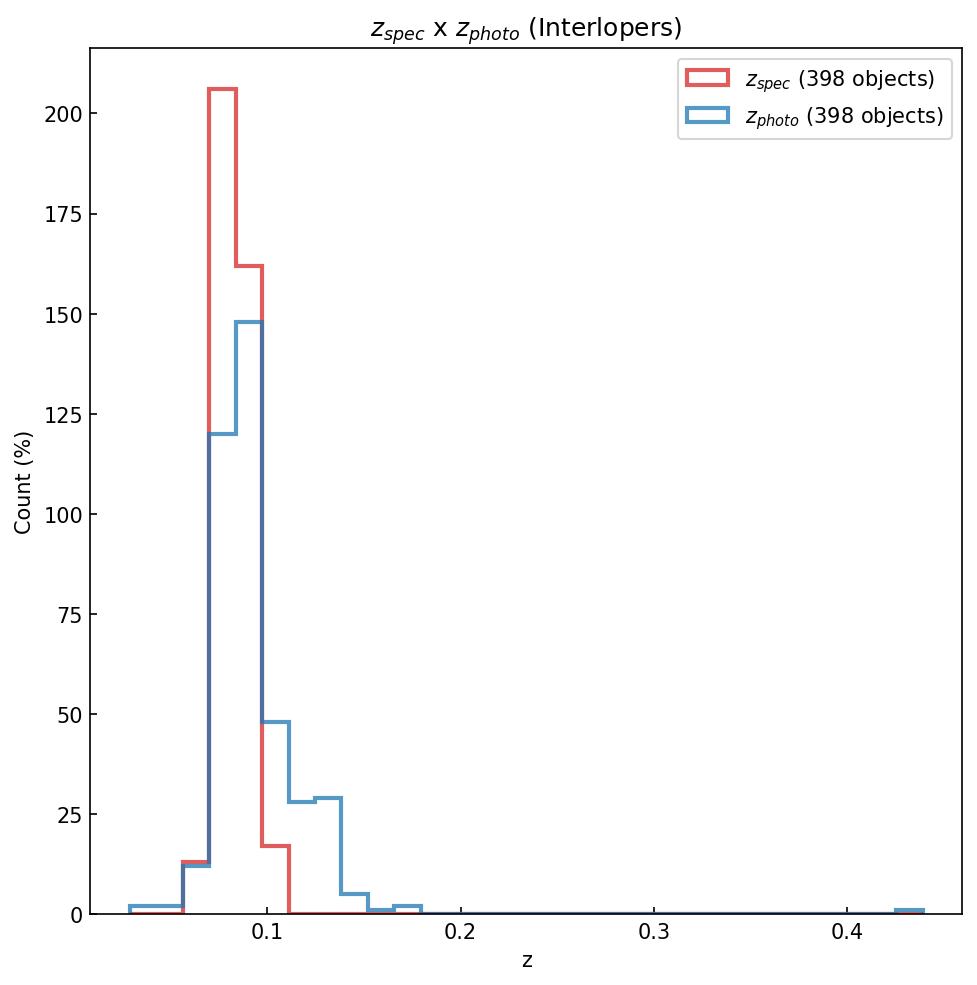 z_spec x z_photo (Interlopers)
z_spec (398 objects)
z_photo (398 objects)
Count (%)
200
175
150
125
100
75
50
25
0
0.1 0.2 0.3 0.4
z